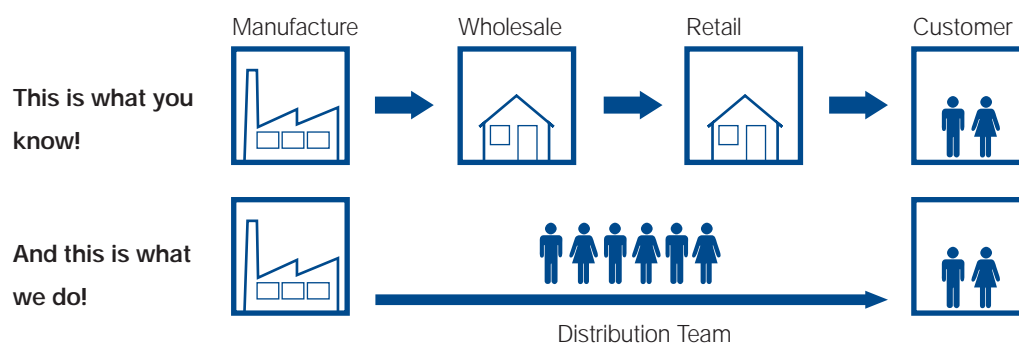 Manufacture
Wholesale
Retail
Customer
This is what you
know!
And this is what
we do!
Distribution Team